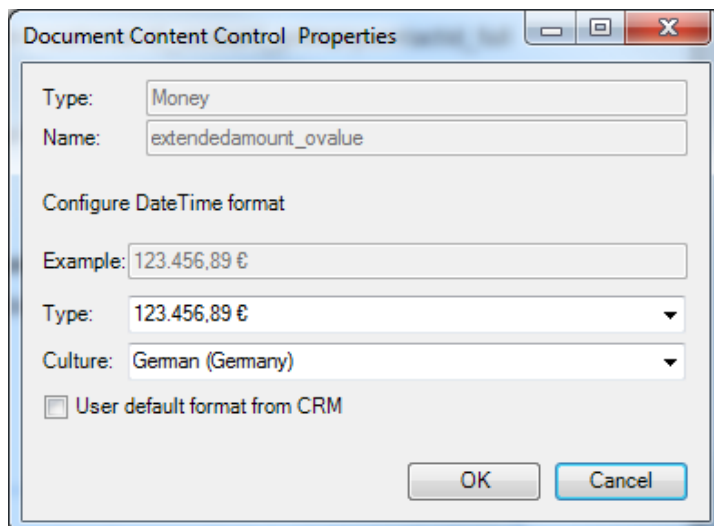 Document Content Control Properties
Type: Money
Name: extendedamount_ovalue
Configure DateTime format
Example: 123.456,89 €
Type: 123.456,89 €
Culture: German (Germany)
User default format from CRM
OK Cancel